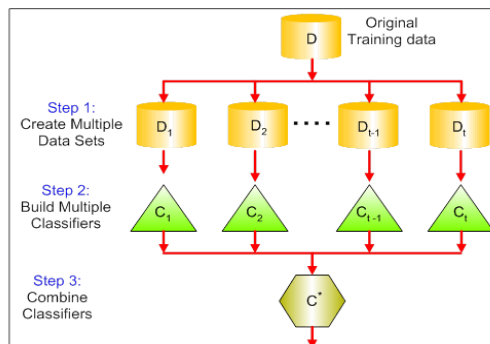 Original
Training data
D
Step 1:
Create Multiple
Data Sets
D1
D2
....
Dt-1
Dt
Step 2:
Build Multiple
Classifiers
C1
C2
Ct-1
Ct
Step 3:
Combine
Classifiers
C*